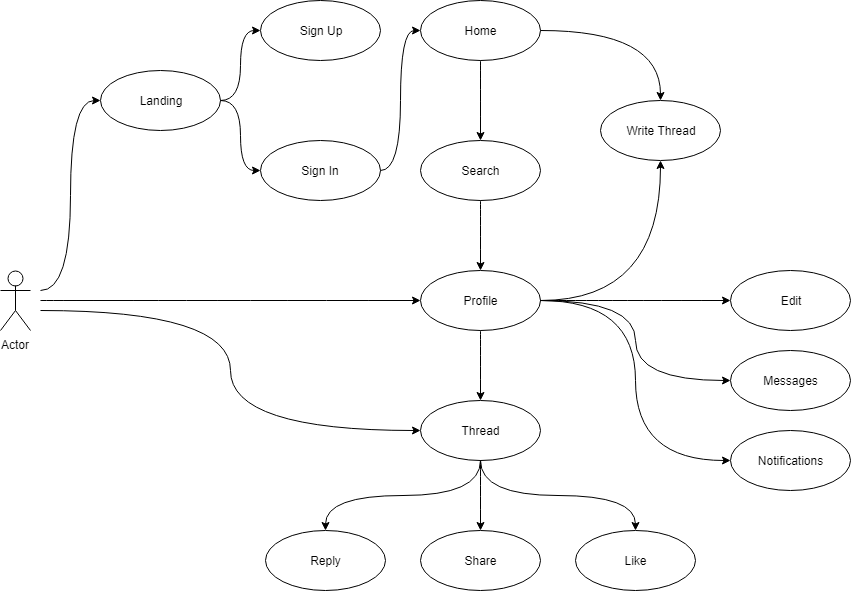 Sign Up
Home
Landing
Write Thread
Sign In
Search
Profile
Edit
Actor
Messages
Thread
Notifications
Reply
Share
Like